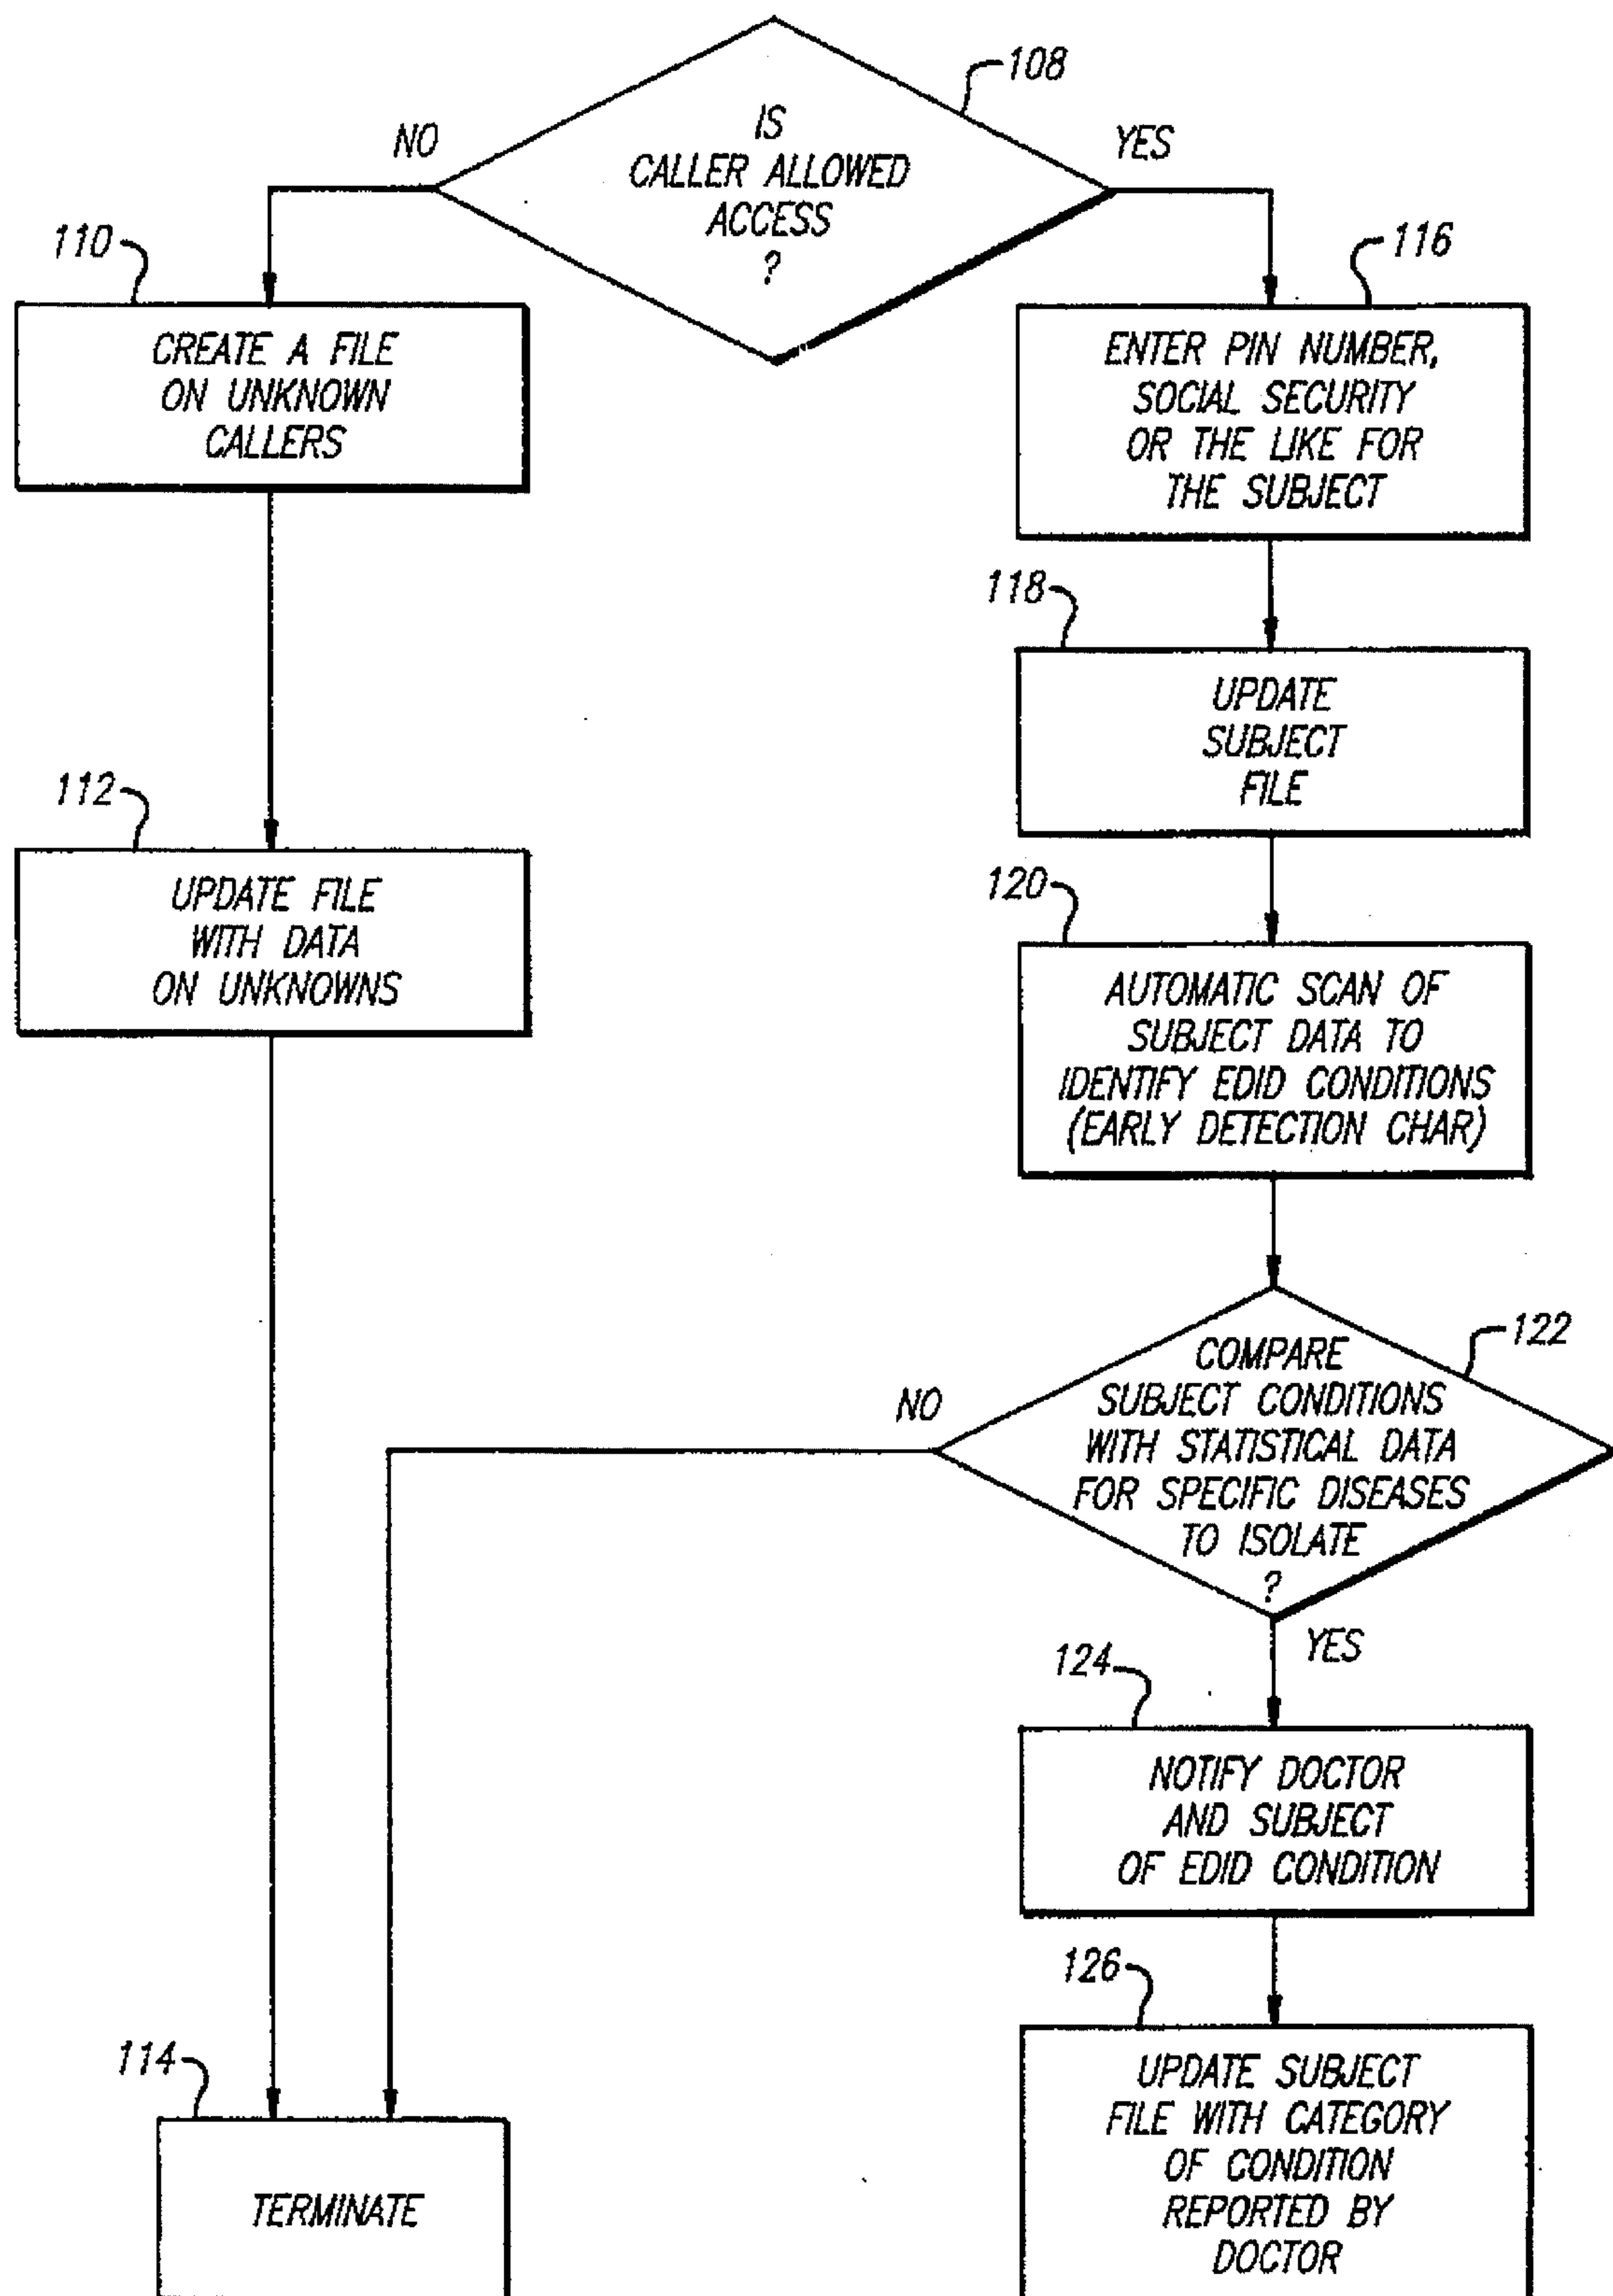 108
IS
CALLER ALLOWED
ACCESS
?
NO
YES
110
CREATE A FILE
ON UNKNOWN
CALLERS
116
ENTER PIN NUMBER,
SOCIAL SECURITY
OR THE LIKE FOR
THE SUBJECT
118
UPDATE
SUBJECT
FILE
112
UPDATE FILE
WITH DATA
ON UNKNOWNS
120
AUTOMATIC SCAN OF
SUBJECT DATA TO
IDENTIFY EDID CONDITIONS
(EARLY DETECTION CHAR)
122
COMPARE
SUBJECT CONDITIONS
WITH STATISTICAL DATA
FOR SPECIFIC DISEASES
TO ISOLATE
?
NO
YES
124
NOTIFY DOCTOR
AND SUBJECT
OF EDID CONDITION
126
UPDATE SUBJECT
FILE WITH CATEGORY
OF CONDITION
REPORTED BY
DOCTOR
114
TERMINATE